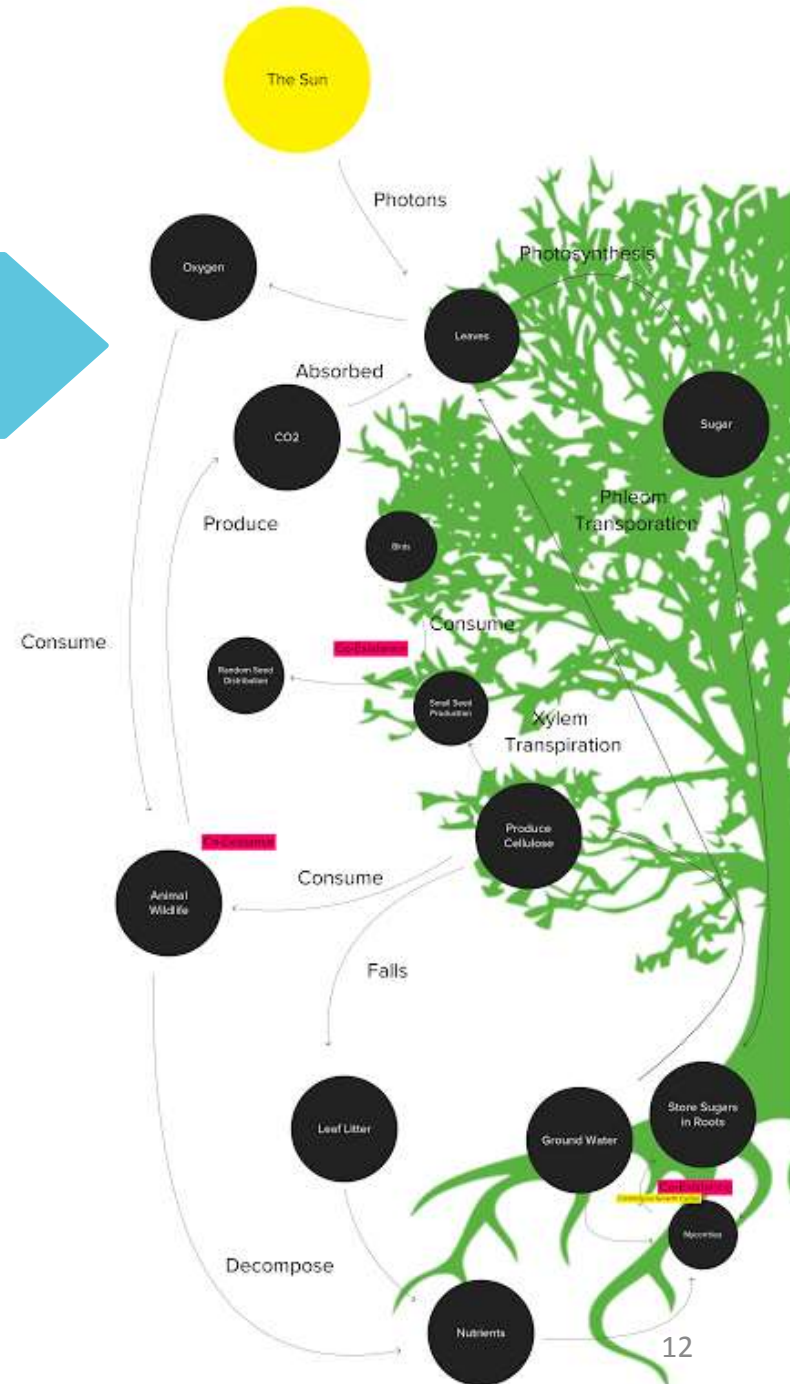 The Sun
Photons
Oxygen
Photosynthesis
Leaves
Absorbed
CO2
Sugar
Produce
Phleom
Transporation
Birds
Consume
Consume
Co-Existence
Random Seed
Distribution
Small Seed
Production
Xylem
Transpiration
Produce
Cellulose
Animal
Wildlife
Consume
Falls
Leaf Litter
Ground Water
Store Sugars
in Roots
Decompose
Nutrients
12